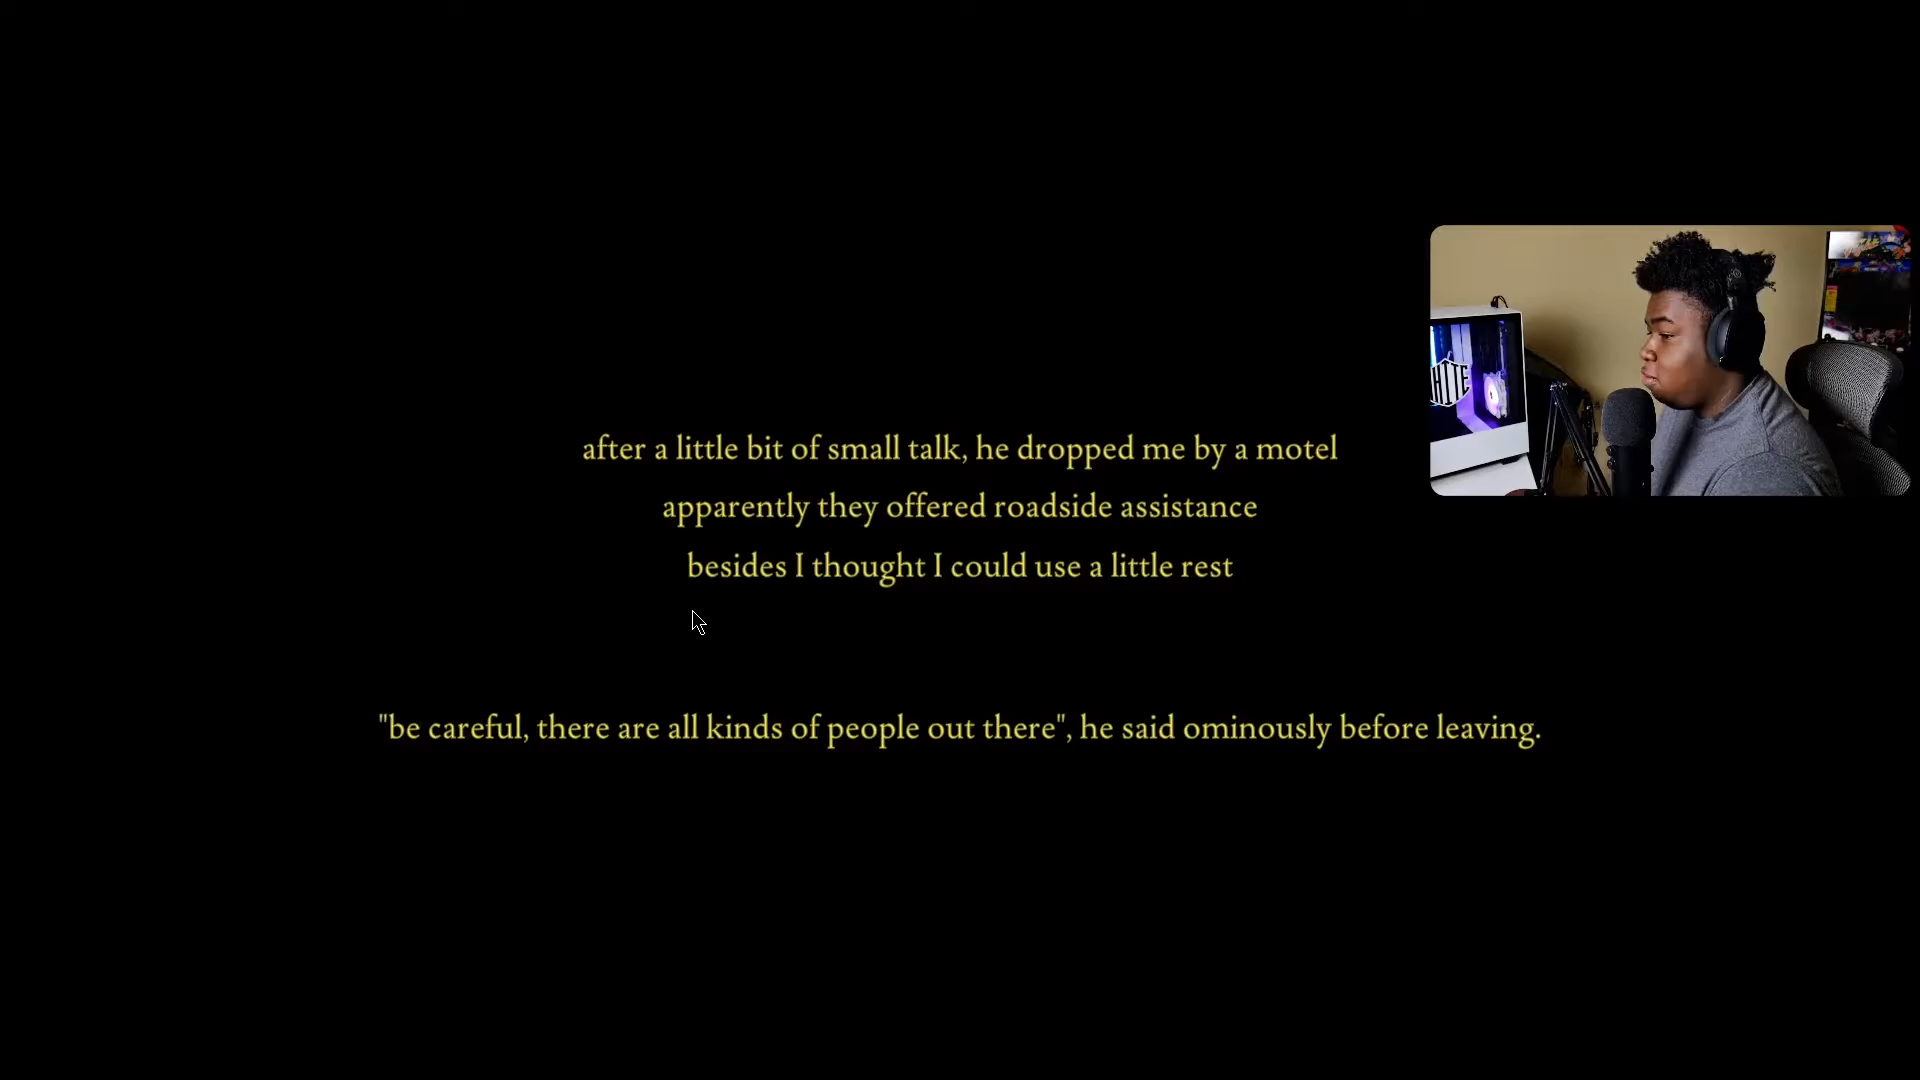 after a little bit of small talk, he dropped me by a motel
apparently they offered roadside assistance
besides I thought I could use a little rest
"be careful, there are all kinds of people out there", he said ominously before leaving.
HITE